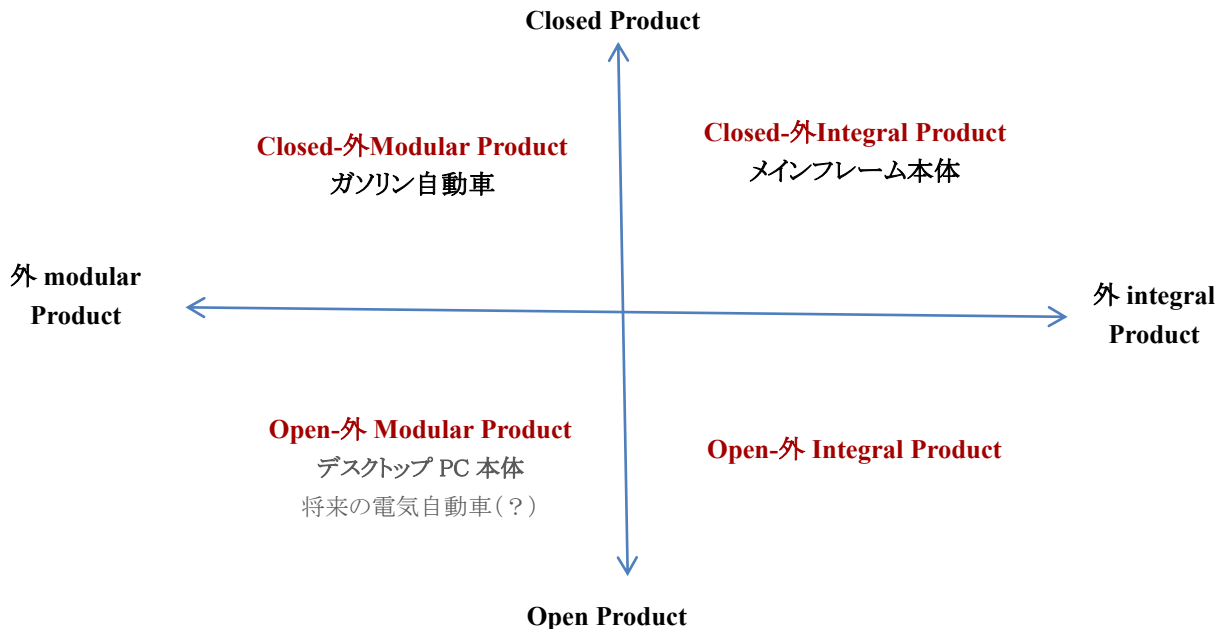 Closed Product
Closed-外Modular Product
ガソリン自動車
Closed-外Integral Product
メインフレーム本体
外 modular
Product
外 integral
Product
Open-外 Modular Product
デスクトップ PC 本体
将来の電気自動車(？)
Open-外 Integral Product
Open Product